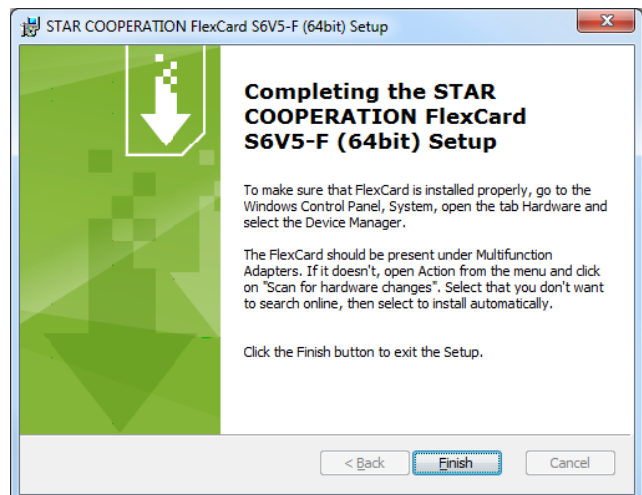 STAR COOPERATION FlexCard S6V5-F (64bit) Setup
Completing the STAR
COOPERATION FlexCard
S6V5-F (64bit) Setup
To make sure that FlexCard is installed properly, go to the
Windows Control Panel, System, open the tab Hardware and
select the Device Manager.
The FlexCard should be present under Multifunction
Adapters. If it doesn't, open Action from the menu and click
on "Scan for hardware changes". Select that you don't want
to search online, then select to install automatically.
Click the Finish button to exit the Setup.
< Back Finish Cancel